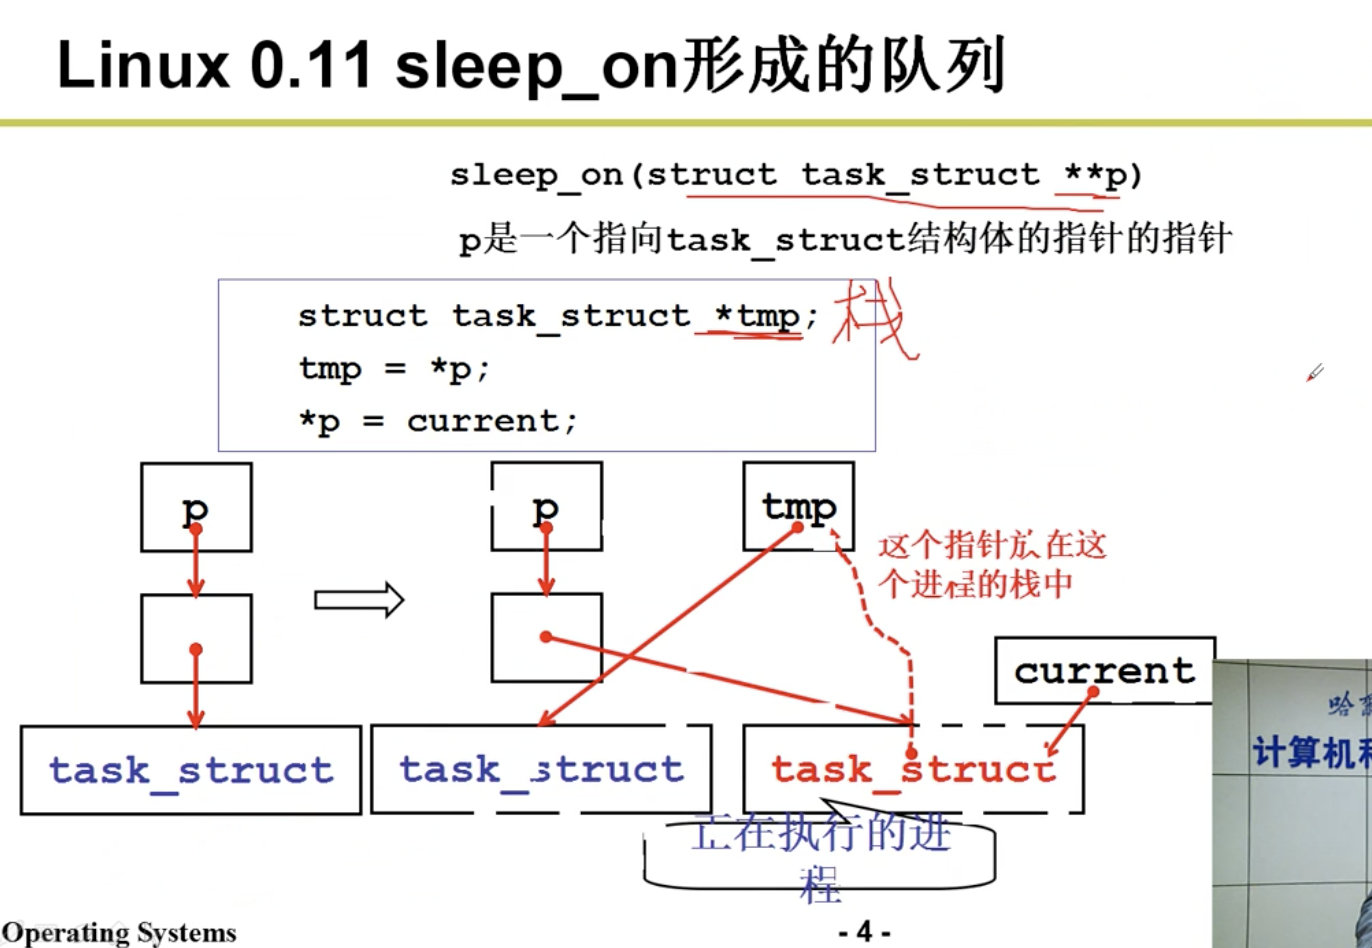 Linux 0.11 sleep_on形成的队列
sleep_on(struct task_struct **p)
p是一个指向task_struct结构体的指针的指针
struct task_struct *tmp;
栈
tmp = *p;
*p = current;
p
p
tmp
这个指针放在这
个进程的栈中
current
task_struct
task_struct
task_struct
正在执行的进
程
哈
计算机科
Operating Systems
- 4 -